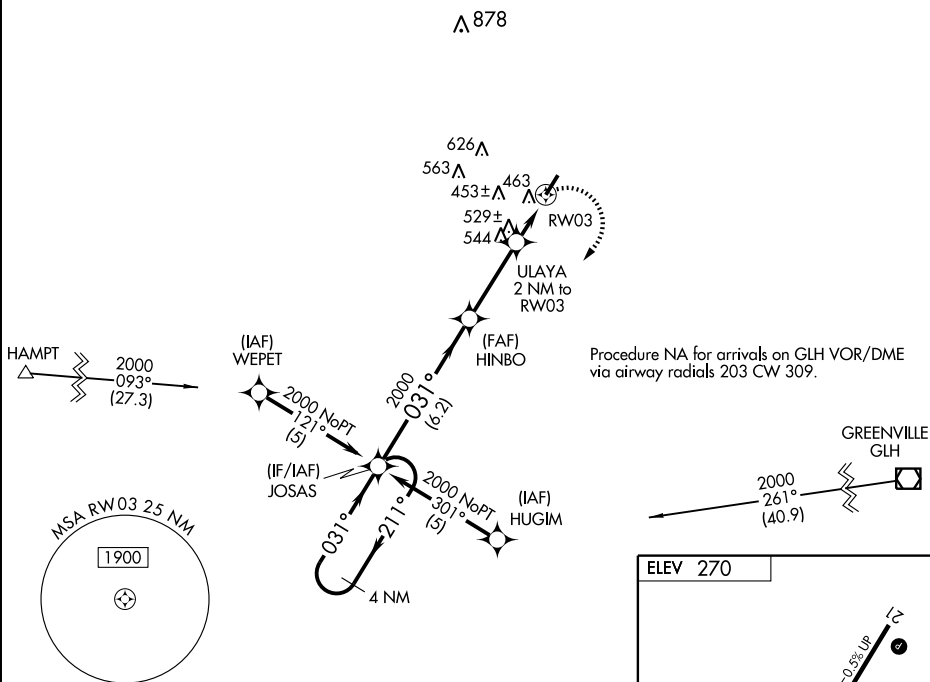 878
626
563
453±
463
529±
544
RW03
ULAYA
2 NM to
RW03
HAMPT
2000
093°
(27.3)
(IAF)
WEPET
(FAF)
HINBO
Procedure NA for arrivals on GLH VOR/DME
via airway radials 203 CW 309.
2000
031°
(6.2)
2000 NoPT
121°
(5)
GREENVILLE
GLH
2000
261°
(40.9)
(IF/IAF)
JOSAS
2000 NoPT
301°
(5)
(IAF)
HUGIM
031°
211°
4 NM
MSA RW03 25 NM
1900
ELEV 270
21
0.5% UP
P